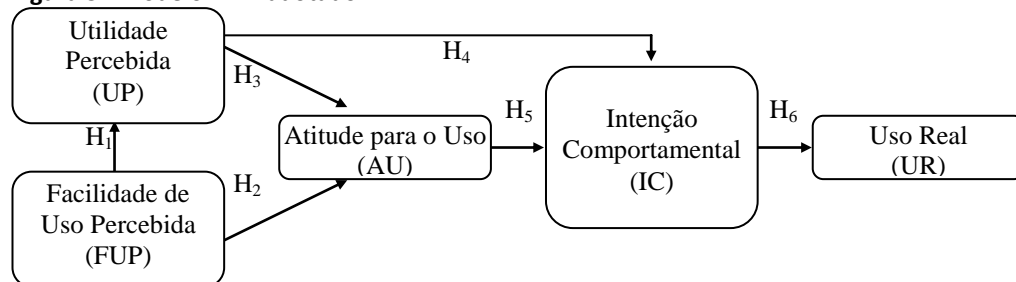 Utilidade
Percebida
(UP)
H4
H3
H1
Atitude para o Uso
(AU)
H5
Intenção
Comportamental
(IC)
H6
Uso Real
(UR)
H2
Facilidade de
Uso Percebida
(FUP)